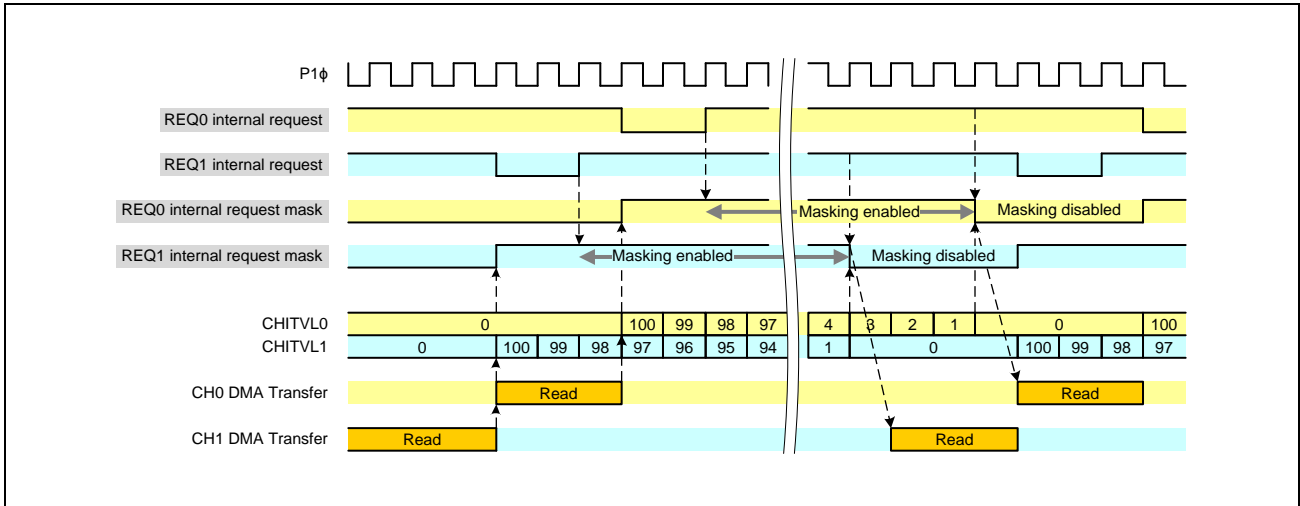 P1ϕ
REQ0 internal request
REQ1 internal request
REQ0 internal request mask
Masking enabled
Masking disabled
REQ1 internal request mask
Masking enabled
Masking disabled
CHITVL0
0 100 99 98 97 4 3 2 1 0 100
CHITVL1
0 100 99 98 97 96 95 94 1 0 100 99 98 97
CH0 DMA Transfer
Read
Read
CH1 DMA Transfer
Read
Read